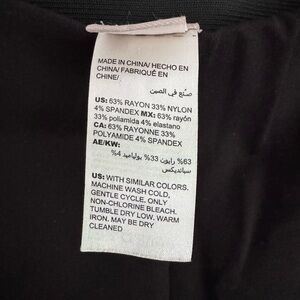 MADE IN CHINA/ HECHO EN
CHINA/ FABRIQUÉ EN
CHINE/
صنع في الصين
US: 63% RAYON 33% NYLON
4% SPANDEX MX: 63% rayón
33% poliamida 4% elastano
CA: 63% RAYONNE 33%
POLYAMIDE 4% SPANDEX
AE/KW:
63% رايون 33% بولياميد 4%
سبانديكس
US: WITH SIMILAR COLORS.
MACHINE WASH COLD,
GENTLE CYCLE. ONLY
NON-CHLORINE BLEACH.
TUMBLE DRY LOW. WARM
IRON. MAY BE DRY
CLEANED